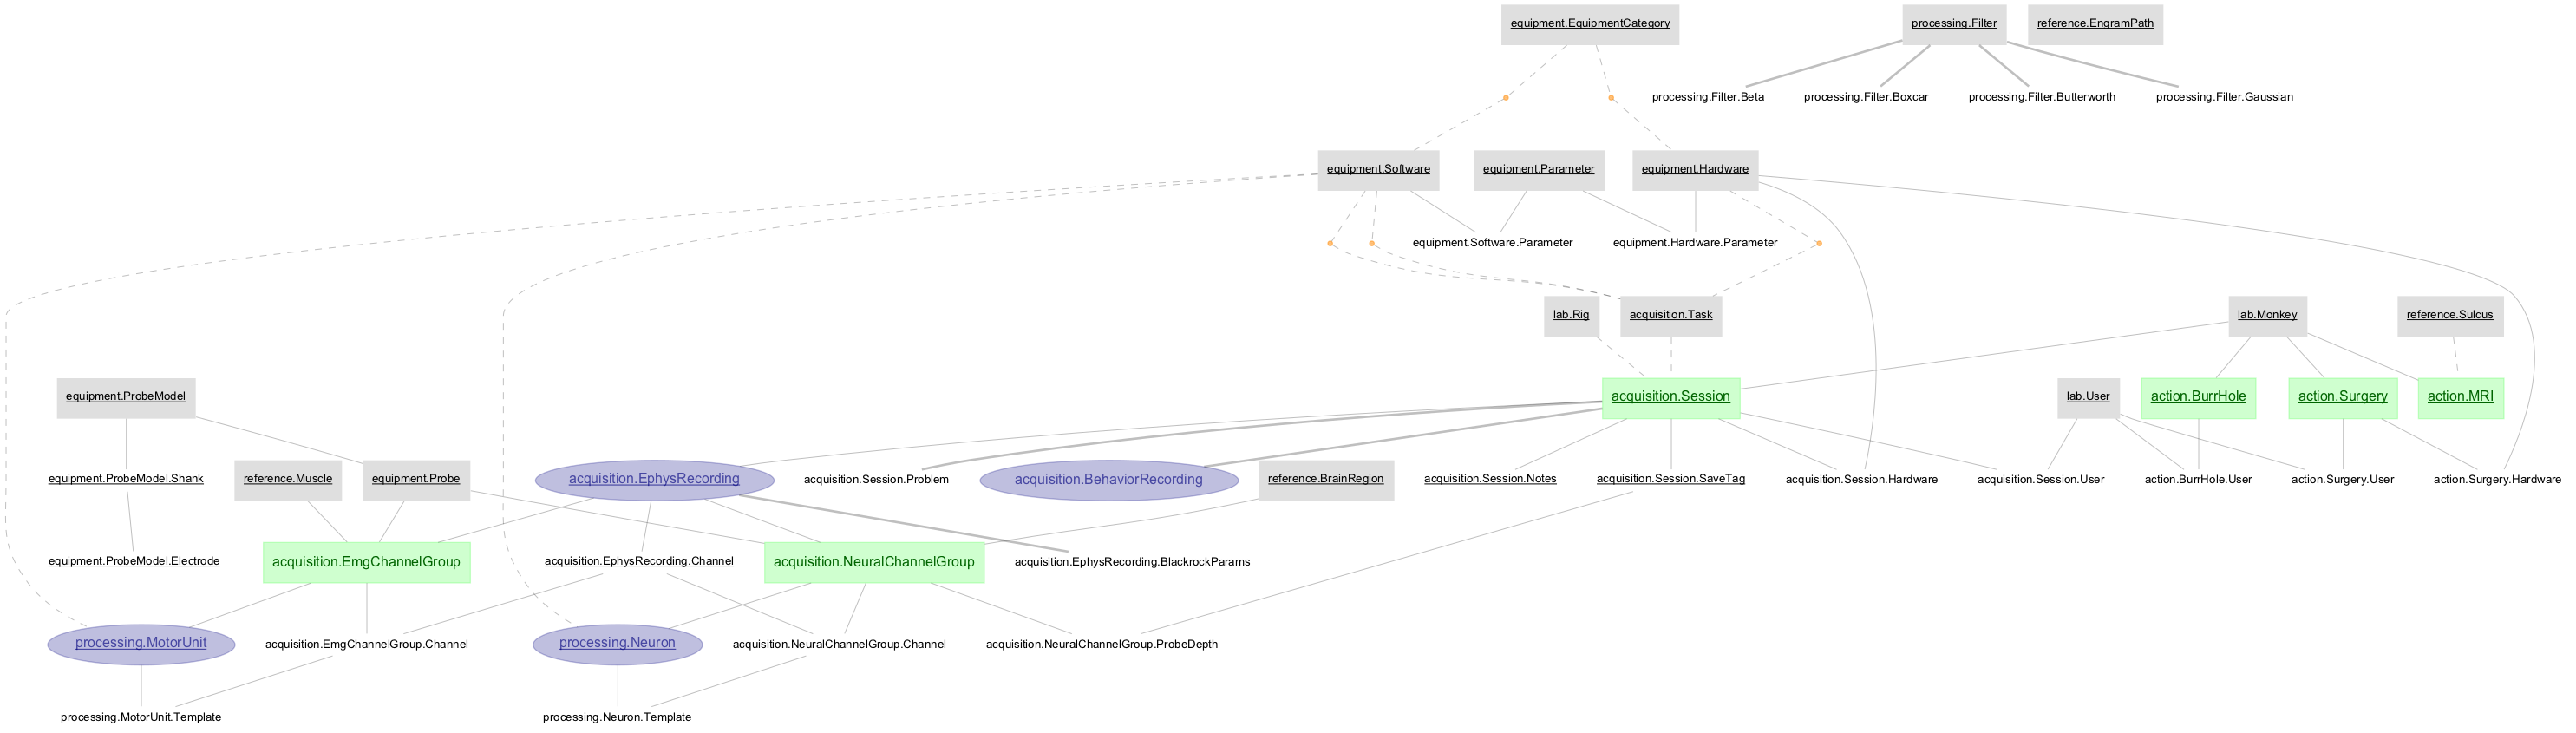 equipment.EquipmentCategory
processing.Filter
reference.EngramPath
processing.Filter.Beta
processing.Filter.Boxcar
processing.Filter.Butterworth
processing.Filter.Gaussian
equipment.Software
equipment.Parameter
equipment.Hardware
equipment.Software.Parameter
equipment.Hardware.Parameter
lab.Rig
acquisition.Task
lab.Monkey
reference.Sulcus
equipment.ProbeModel
acquisition.Session
lab.User
action.BurrHole
action.Surgery
action.MRI
equipment.ProbeModel.Shank
reference.Muscle
equipment.Probe
acquisition.EphysRecording
acquisition.Session.Problem
acquisition.BehaviorRecording
reference.BrainRegion
acquisition.Session.Notes
acquisition.Session.SaveTag
acquisition.Session.Hardware
acquisition.Session.User
action.BurrHole.User
action.Surgery.User
action.Surgery.Hardware
equipment.ProbeModel.Electrode
acquisition.EmgChannelGroup
acquisition.EphysRecording.Channel
acquisition.NeuralChannelGroup
acquisition.EphysRecording.BlackrockParams
processing.MotorUnit
acquisition.EmgChannelGroup.Channel
processing.Neuron
acquisition.NeuralChannelGroup.Channel
acquisition.NeuralChannelGroup.ProbeDepth
processing.MotorUnit.Template
processing.Neuron.Template